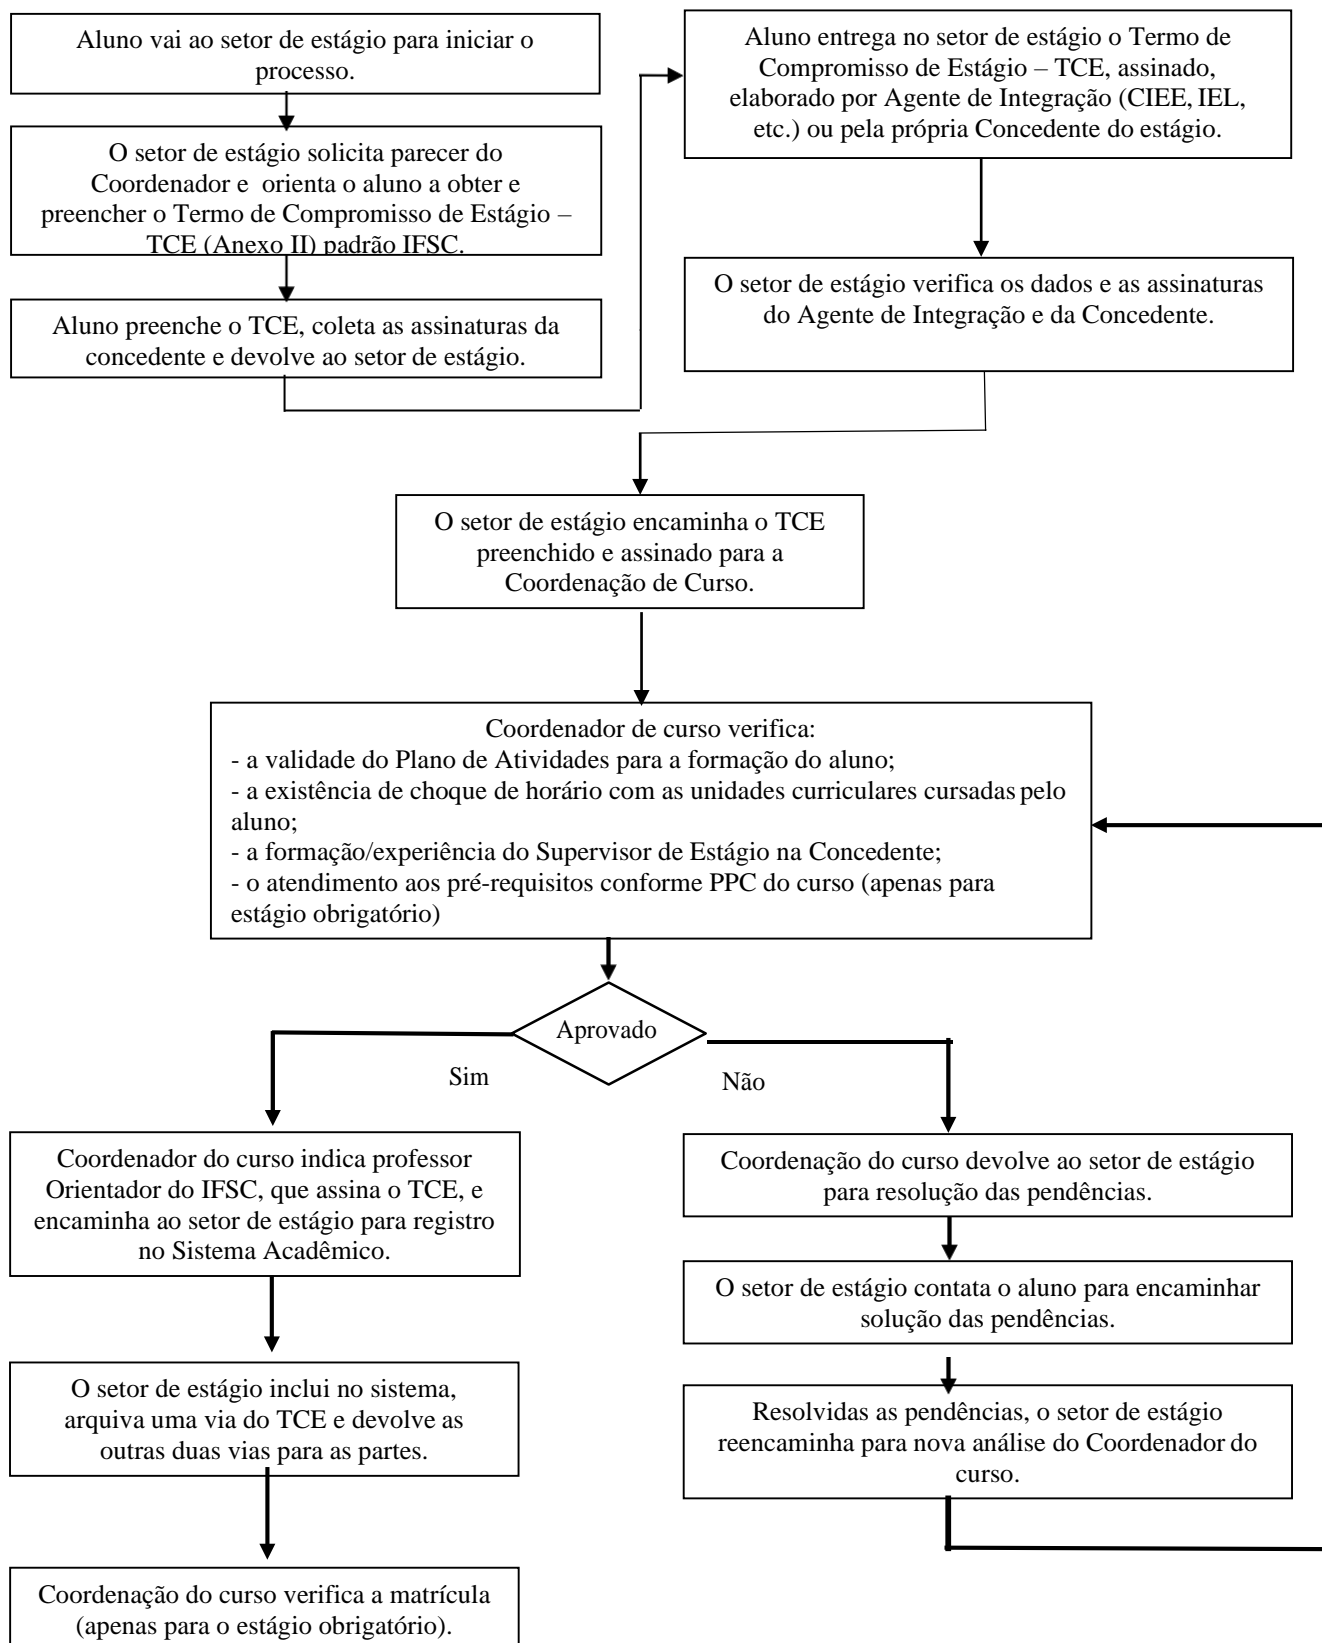 Aluno vai ao setor de estágio para iniciar o
processo.
O setor de estágio solicita parecer do
Coordenador e orienta o aluno a obter e
preencher o Termo de Compromisso de Estágio –
TCE (Anexo II) padrão IFSC.
Aluno preenche o TCE, coleta as assinaturas da
concedente e devolve ao setor de estágio.
Aluno entrega no setor de estágio o Termo de
Compromisso de Estágio – TCE, assinado,
elaborado por Agente de Integração (CIEE, IEL,
etc.) ou pela própria Concedente do estágio.
O setor de estágio verifica os dados e as assinaturas
do Agente de Integração e da Concedente.
O setor de estágio encaminha o TCE
preenchido e assinado para a
Coordenação de Curso.
Coordenador de curso verifica:
- a validade do Plano de Atividades para a formação do aluno;
- a existência de choque de horário com as unidades curriculares cursadas pelo
aluno;
- a formação/experiência do Supervisor de Estágio na Concedente;
- o atendimento aos pré-requisitos conforme PPC do curso (apenas para
estágio obrigatório)
Aprovado
Sim
Não
Coordenador do curso indica professor
Orientador do IFSC, que assina o TCE, e
encaminha ao setor de estágio para registro
no Sistema Acadêmico.
O setor de estágio inclui no sistema,
arquiva uma via do TCE e devolve as
outras duas vias para as partes.
Coordenação do curso verifica a matrícula
(apenas para o estágio obrigatório).
Coordenação do curso devolve ao setor de estágio
para resolução das pendências.
O setor de estágio contata o aluno para encaminhar
solução das pendências.
Resolvidas as pendências, o setor de estágio
reencaminha para nova análise do Coordenador do
curso.